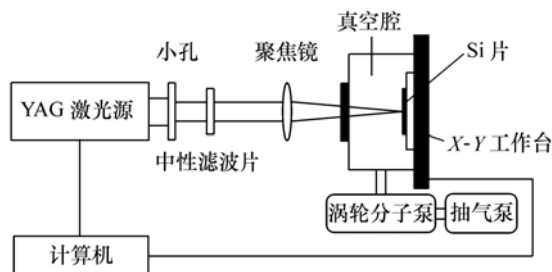 真空腔
小孔
聚焦镜
Si 片
YAG 激光源
中性滤波片
X-Y 工作台
涡轮分子泵
抽气泵
计算机